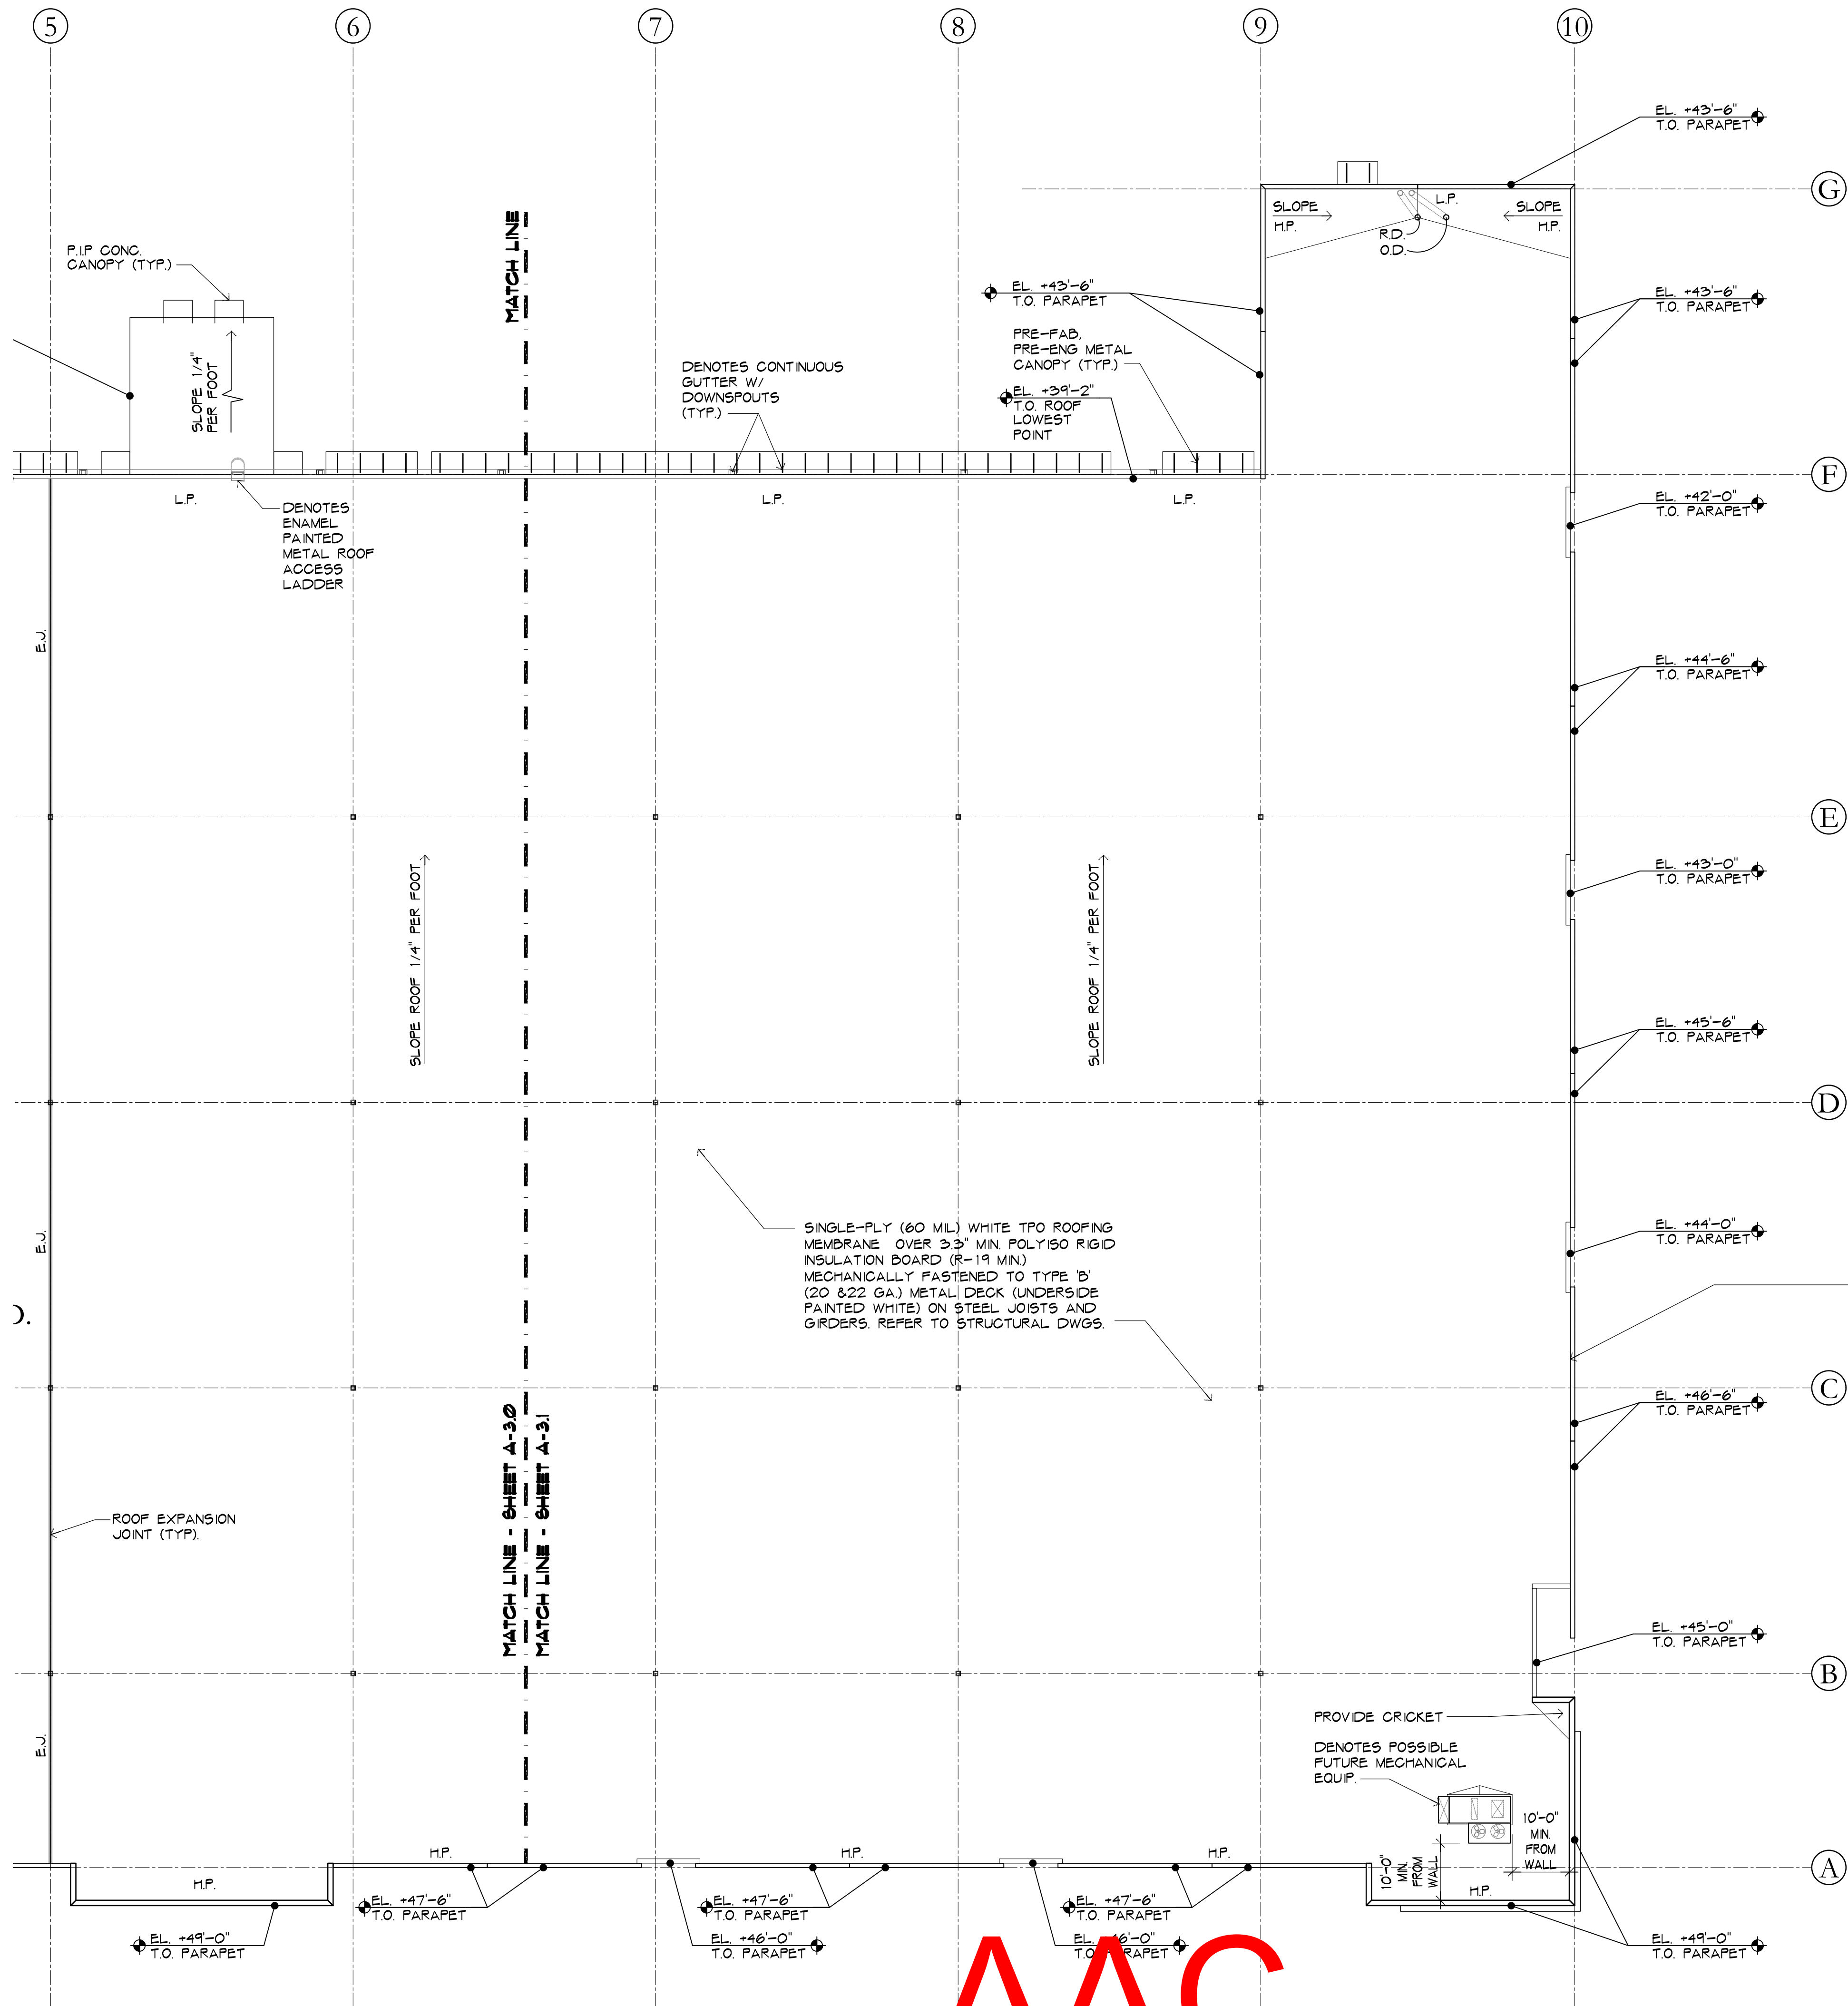 5
6
7
8
9
10
EL. +43'-6"
T.O. PARAPET
G
SLOPE
H.P.
L.P.
SLOPE
H.P.
R.D.
O.D.
MATCH LINE
P.I.P CONC.
CANOPY (TYP.)
EL. +43'-6"
T.O. PARAPET
EL. +43'-6"
T.O. PARAPET
PRE-FAB,
PRE-ENG METAL
CANOPY (TYP.)
SLOPE 1/4"
PER FOOT
DENOTES CONTINUOUS
GUTTER W/
DOWNSPOUTS
(TYP.)
EL. +39'-2"
T.O. ROOF
LOWEST
POINT
F
L.P.
L.P.
L.P.
DENOTES
ENAMEL
PAINTED
METAL ROOF
ACCESS
LADDER
EL. +42'-0"
T.O. PARAPET
E.J.
EL. +44'-6"
T.O. PARAPET
E
SLOPE ROOF 1/4" PER FOOT
SLOPE ROOF 1/4" PER FOOT
EL. +43'-0"
T.O. PARAPET
EL. +45'-6"
T.O. PARAPET
D
E.J.
SINGLE-PLY (60 MIL) WHITE TPO ROOFING
MEMBRANE OVER 3.3" MIN. POLYISO RIGID
INSULATION BOARD (R-19 MIN.)
MECHANICALLY FASTENED TO TYPE 'B'
(20 &22 GA.) METAL DECK (UNDERSIDE
PAINTED WHITE) ON STEEL JOISTS AND
GIRDERS. REFER TO STRUCTURAL DWGS.
EL. +44'-0"
T.O. PARAPET
D.
C
EL. +46'-6"
T.O. PARAPET
MATCH LINE - SHEET A-3.0
MATCH LINE - SHEET A-3.1
ROOF EXPANSION
JOINT (TYP).
EL. +45'-0"
T.O. PARAPET
B
PROVIDE CRICKET
DENOTES POSSIBLE
FUTURE MECHANICAL
EQUIP.
E.J.
10'-0"
MIN.
FROM
WALL
10'-0"
MIN.
FROM
WALL
A
H.P.
H.P.
H.P.
H.P.
H.P.
EL. +47'-6"
T.O. PARAPET
EL. +47'-6"
T.O. PARAPET
EL. +47'-6"
T.O. PARAPET
EL. +49'-0"
T.O. PARAPET
EL. +46'-0"
T.O. PARAPET
EL. +46'-0"
T.O. PARAPET
EL. +49'-0"
T.O. PARAPET
AAC